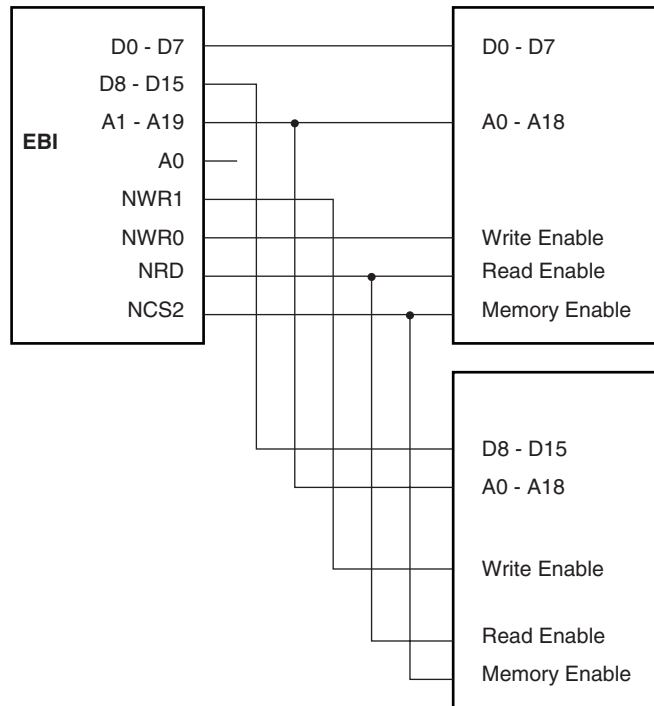 EBI
D0 - D7
D8 - D15
A1 - A19
A0
NWR1
NWR0
NRD
NCS2
D0 - D7
A0 - A18
Write Enable
Read Enable
Memory Enable
D8 - D15
A0 - A18
Write Enable
Read Enable
Memory Enable